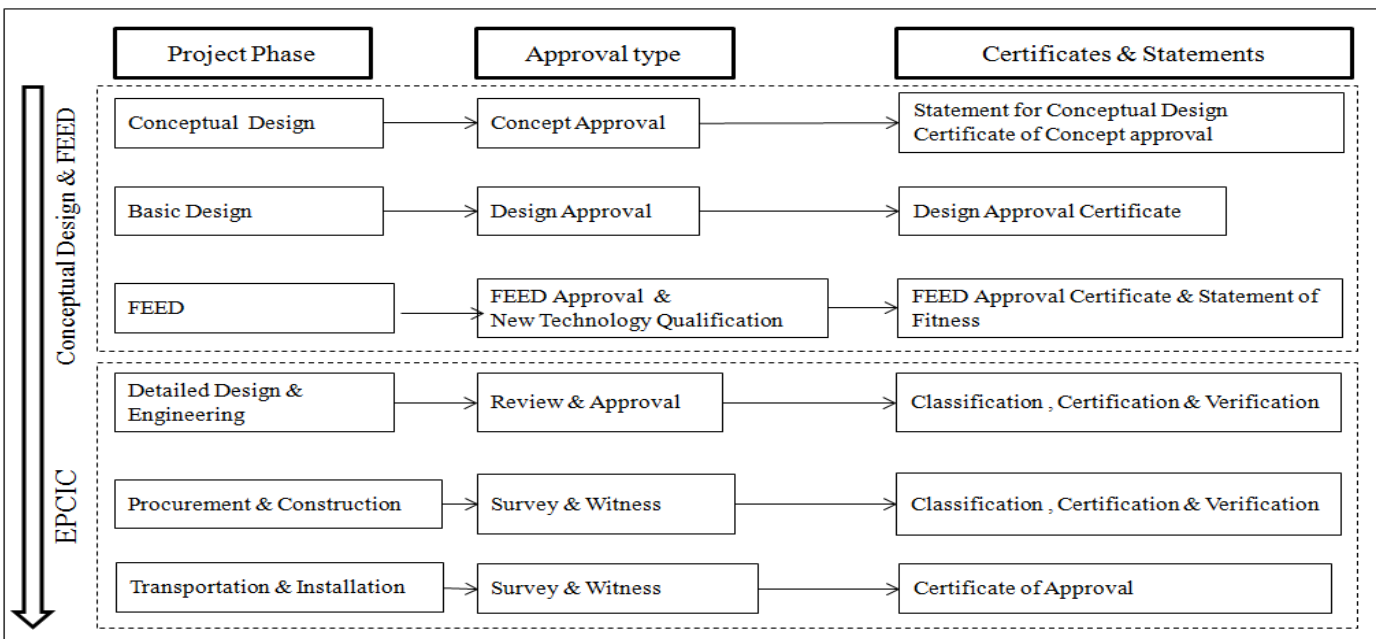 Project Phase
Approval type
Certificates & Statements
Conceptual Design & FEED
Conceptual Design
Concept Approval
Statement for Conceptual Design
Certificate of Concept approval
Basic Design
Design Approval
Design Approval Certificate
FEED
FEED Approval &
New Technology Qualification
FEED Approval Certificate & Statement of
Fitness
EPCIC
Detailed Design &
Engineering
Review & Approval
Classification , Certification & Verification
Procurement & Construction
Survey & Witness
Classification , Certification & Verification
Transportation & Installation
Survey & Witness
Certificate of Approval